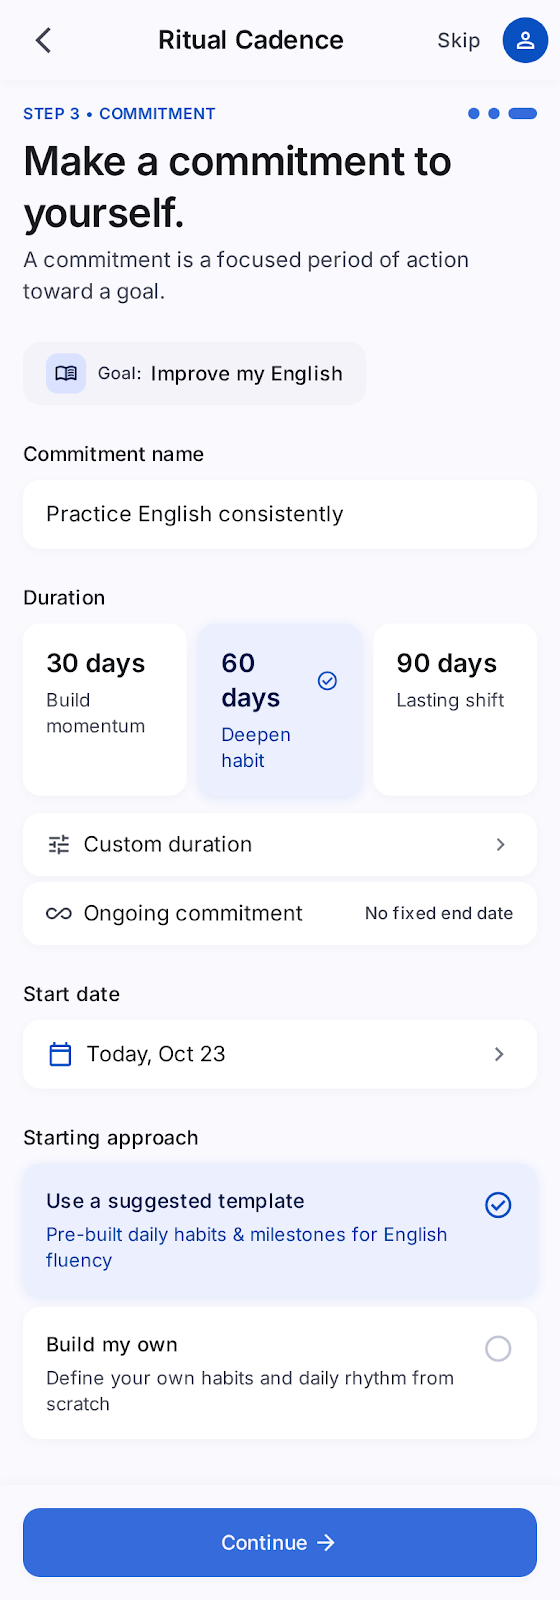 Ritual Cadence
Skip
STEP 3 • COMMITMENT
Make a commitment to
yourself.
A commitment is a focused period of action
toward a goal.
Goal: Improve my English
Commitment name
Practice English consistently
Duration
30 days
Build
momentum
60
days
Deepen
habit
90 days
Lasting shift
Custom duration
Ongoing commitment No fixed end date
Start date
Today, Oct 23
Starting approach
Use a suggested template
Pre-built daily habits & milestones for English
fluency
Build my own
Define your own habits and daily rhythm from
scratch
Continue →